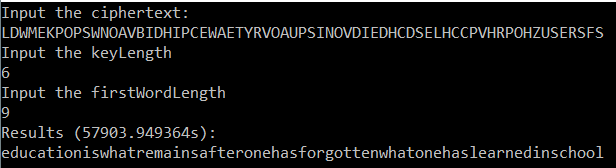 Input the ciphertext:
LDWMEKPOPSWNOAVBIDHIPCEWAETYRVOAUPSINOVDIEDHCDSELHCCPVHRPOHZUSERSFS
Input the keyLength
6
Input the firstWordLength
9
Results (57903.949364s):
educationiswhatremainsafteronehasforgottenwhatonehaslearnedinschool